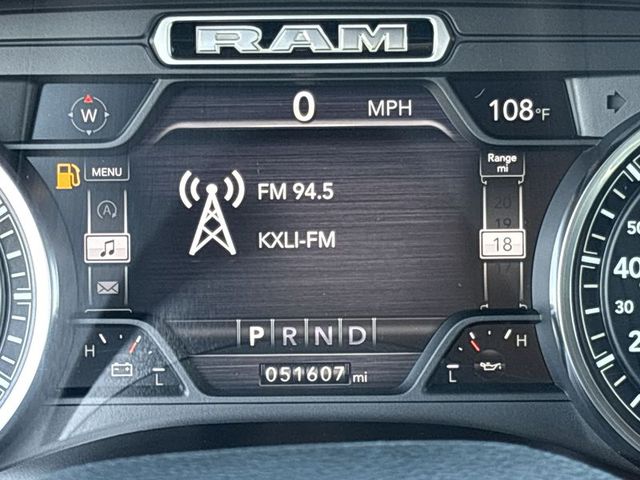 RAM
W
0 MPH
108°F
MENU
Range
mi
FM 94.5
KXLI-FM
20
19
18
17
A
P R N D
H
L
051607 mi
H
L
50
40
30
2